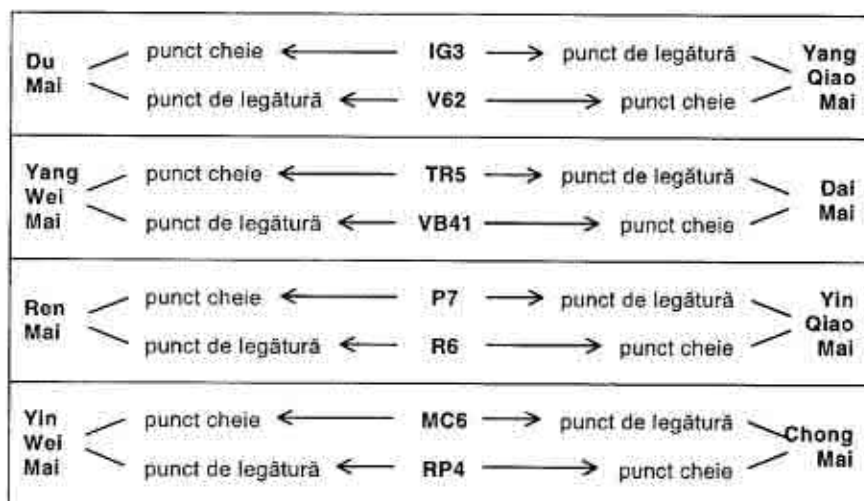 Du Mai punct cheie IG3 punct de legătură Yang Qiao Mai
punct de legătură V62 punct cheie
Yang Wei Mai punct cheie TR5 punct de legătură Dai Mai
punct de legătură VB41 punct cheie
Ren Mai punct cheie P7 punct de legătură Yin Qiao Mai
punct de legătură R6 punct cheie
Yin Wei Mai punct cheie MC6 punct de legătură Chong Mai
punct de legătură RP4 punct cheie